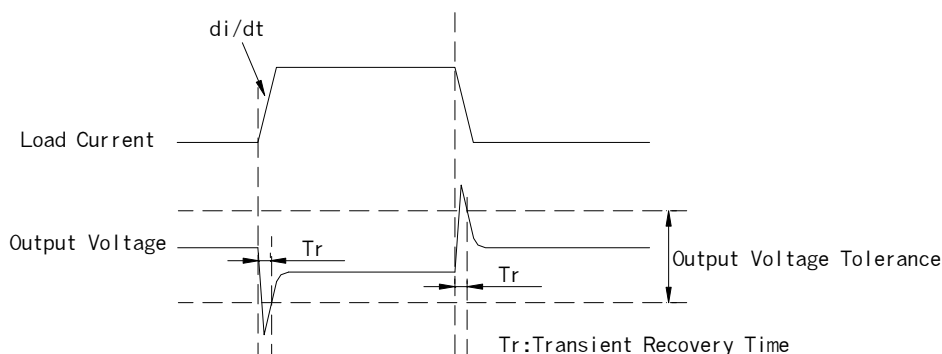 di/dt
Load Current
Output Voltage
Tr
Output Voltage Tolerance
Tr
Tr:Transient Recovery Time